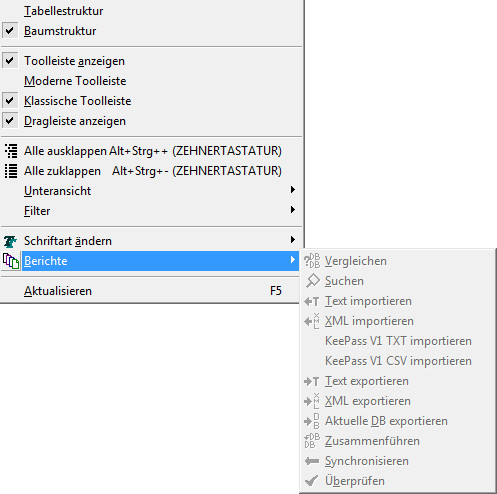 Tabellestruktur
Baumstruktur
Toolleiste anzeigen
Moderne Toolleiste
Klassische Toolleiste
Dragleiste anzeigen
Alle ausklappen Alt+Strg++ (ZEHNERTASTATUR)
Alle zuklappen Alt+Strg+- (ZEHNERTASTATUR)
Unteransicht
Filter
Schriftart ändern
Berichte
Aktualisieren F5
Vergleichen
Suchen
Text importieren
XML importieren
KeePass V1 TXT importieren
KeePass V1 CSV importieren
Text exportieren
XML exportieren
Aktuelle DB exportieren
Zusammenführen
Synchronisieren
Überprüfen